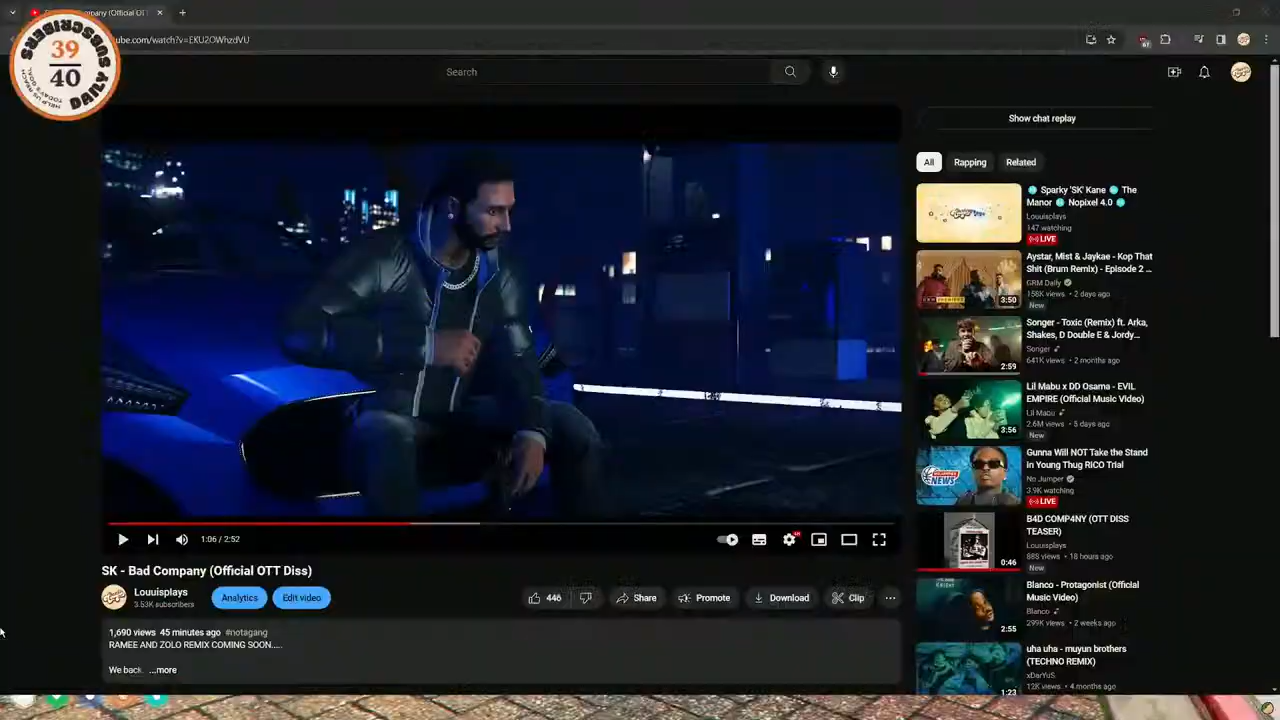 SUBSCRIBERS
39
40
DAILY
HELP US REACH
TODAY'S GOAL
Company (Official OT
ube.com/watch?v=EKU2OWhzdVU
Search
Show chat replay
All
Rapping
Related
Sparky 'SK' Kane The
Manor Nopixel 4.0
Louuisplays
147 watching
LIVE
Aystar, Mist & Jaykae - Kop That
Shit (Brum Remix) - Episode 2 ...
GRM Daily
158K views • 2 days ago
New
3:50
Songer - Toxic (Remix) ft. Arka,
Shakes, D Double E & Jordy...
Songer
641K views • 2 months ago
2:59
Lil Mabu x DD Osama - EVIL
EMPIRE (Official Music Video)
Lil Mabu
2.6M views • 5 days ago
New
3:56
Gunna Will NOT Take the Stand
in Young Thug RICO Trial
No Jumper
3.9K watching
LIVE
B4D COMP4NY (OTT DISS
TEASER)
Louuisplays
885 views • 18 hours ago
New
0:46
Blanco - Protagonist (Official
Music Video)
Blanco
299K views • 2 weeks ago
2:55
uha uha - muyun brothers
(TECHNO REMIX)
xDarYuS
12K views • 4 months ago
1:23
1:06 / 2:52
SK - Bad Company (Official OTT Diss)
Louuisplays
3.53K subscribers
Analytics
Edit video
446
Share
Promote
Download
Clip
1,690 views 45 minutes ago #notagang
RAMEE AND ZOLO REMIX COMING SOON.....
We back. ...more